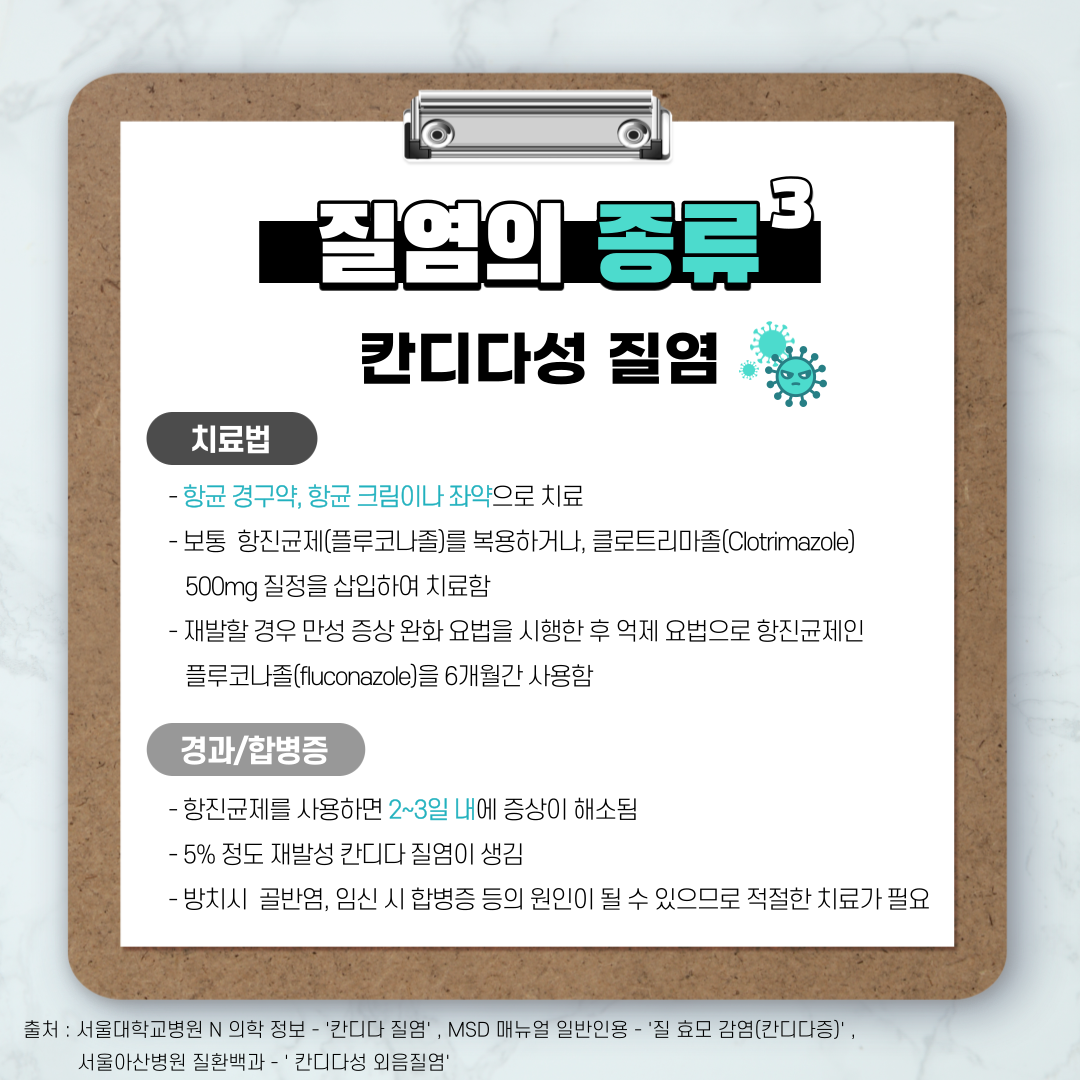 질염의 종류 3
칸디다성 질염
치료법
- 항균 경구약, 항균 크림이나 좌약으로 치료
- 보통 항진균제(플루코나졸)를 복용하거나, 클로트리마졸(Clotrimazole)
500mg 질정을 삽입하여 치료함
- 재발할 경우 만성 증상 완화 요법을 시행한 후 억제 요법으로 항진균제인
플루코나졸(fluconazole)을 6개월간 사용함
경과/합병증
- 항진균제를 사용하면 2~3일 내에 증상이 해소됨
- 5% 정도 재발성 칸디다 질염이 생김
- 방치시 골반염, 임신 시 합병증 등의 원인이 될 수 있으므로 적절한 치료가 필요
출처 : 서울대학교병원 N 의학 정보 - '칸디다 질염' , MSD 매뉴얼 일반인용 - '질 효모 감염(칸디다증)' ,
서울아산병원 질환백과 - ' 칸디다성 외음질염'